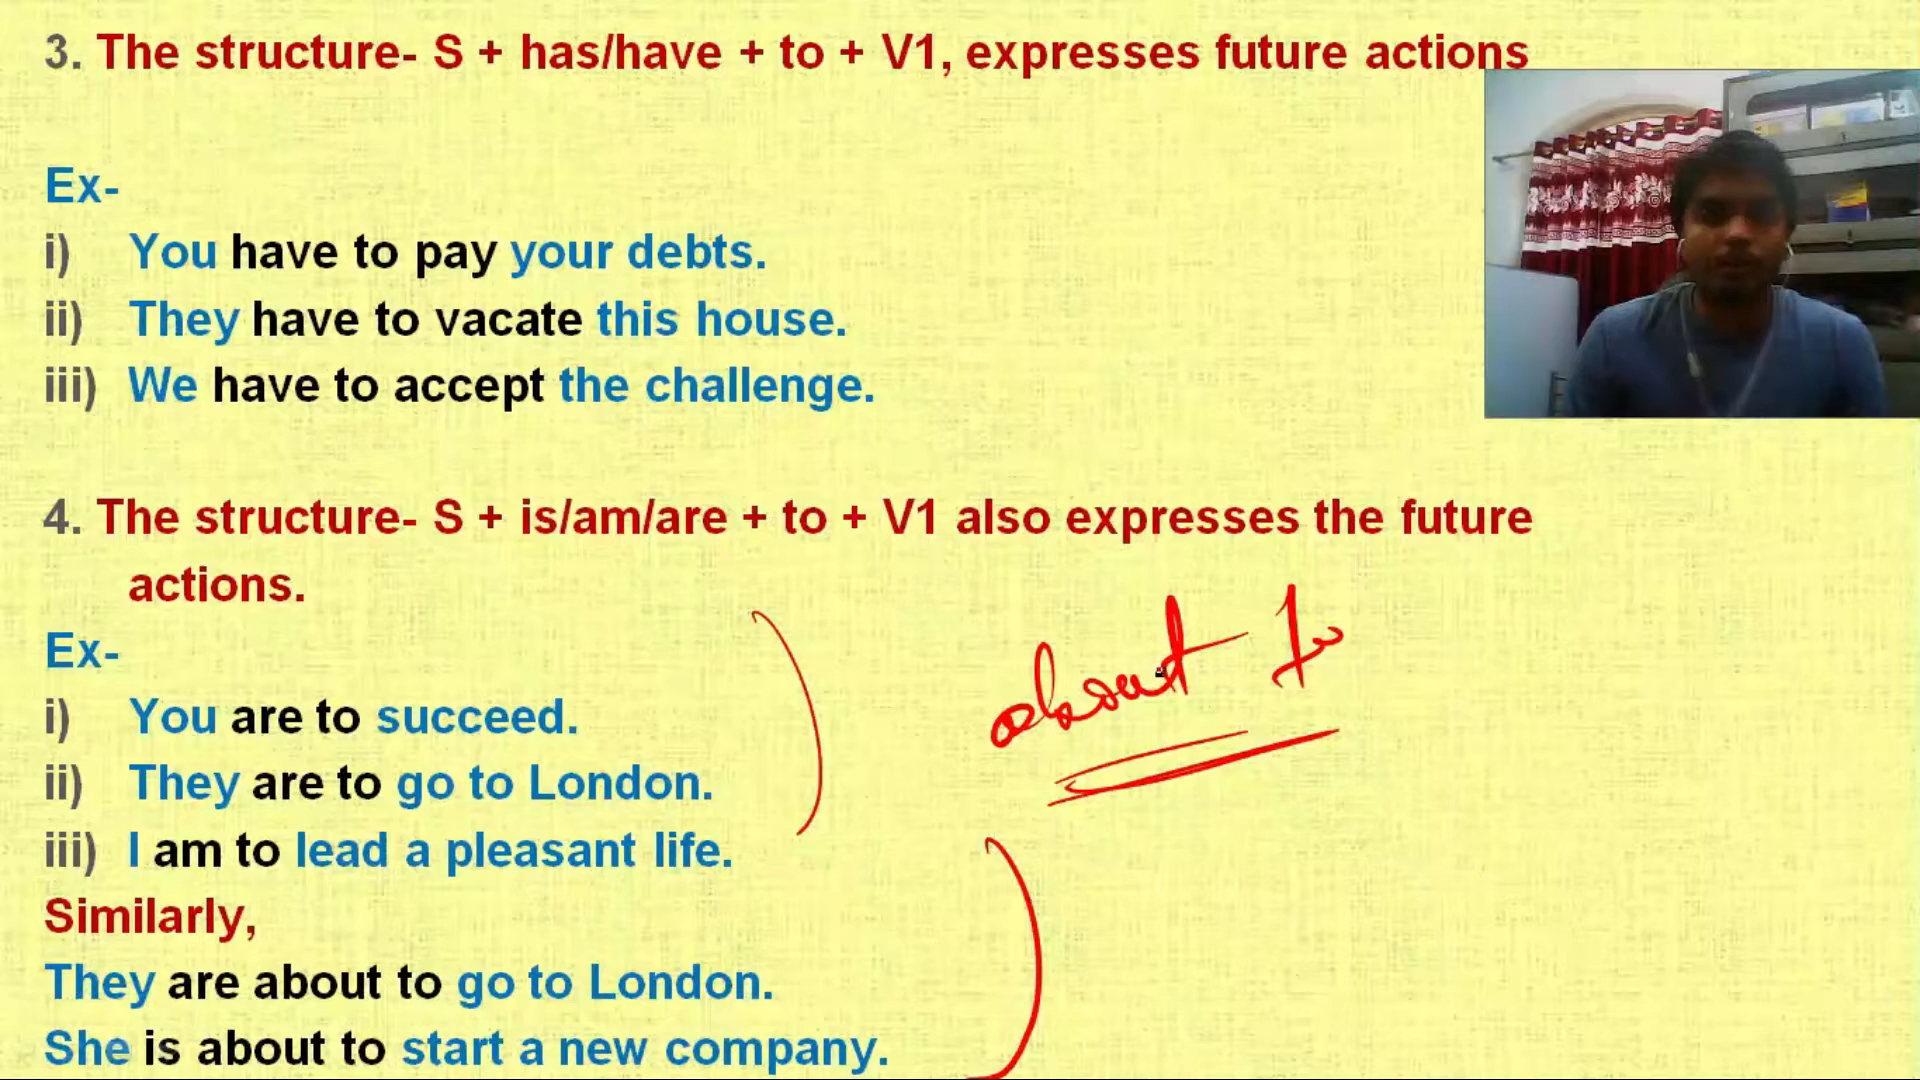 3. The structure- S + has/have + to + V1, expresses future actions
Ex-
i) You have to pay your debts.
ii) They have to vacate this house.
iii) We have to accept the challenge.
4. The structure- S + is/am/are + to + V1 also expresses the future
actions.
Ex-
about to
i) You are to succeed.
ii) They are to go to London.
iii) I am to lead a pleasant life.
Similarly,
They are about to go to London.
She is about to start a new company.